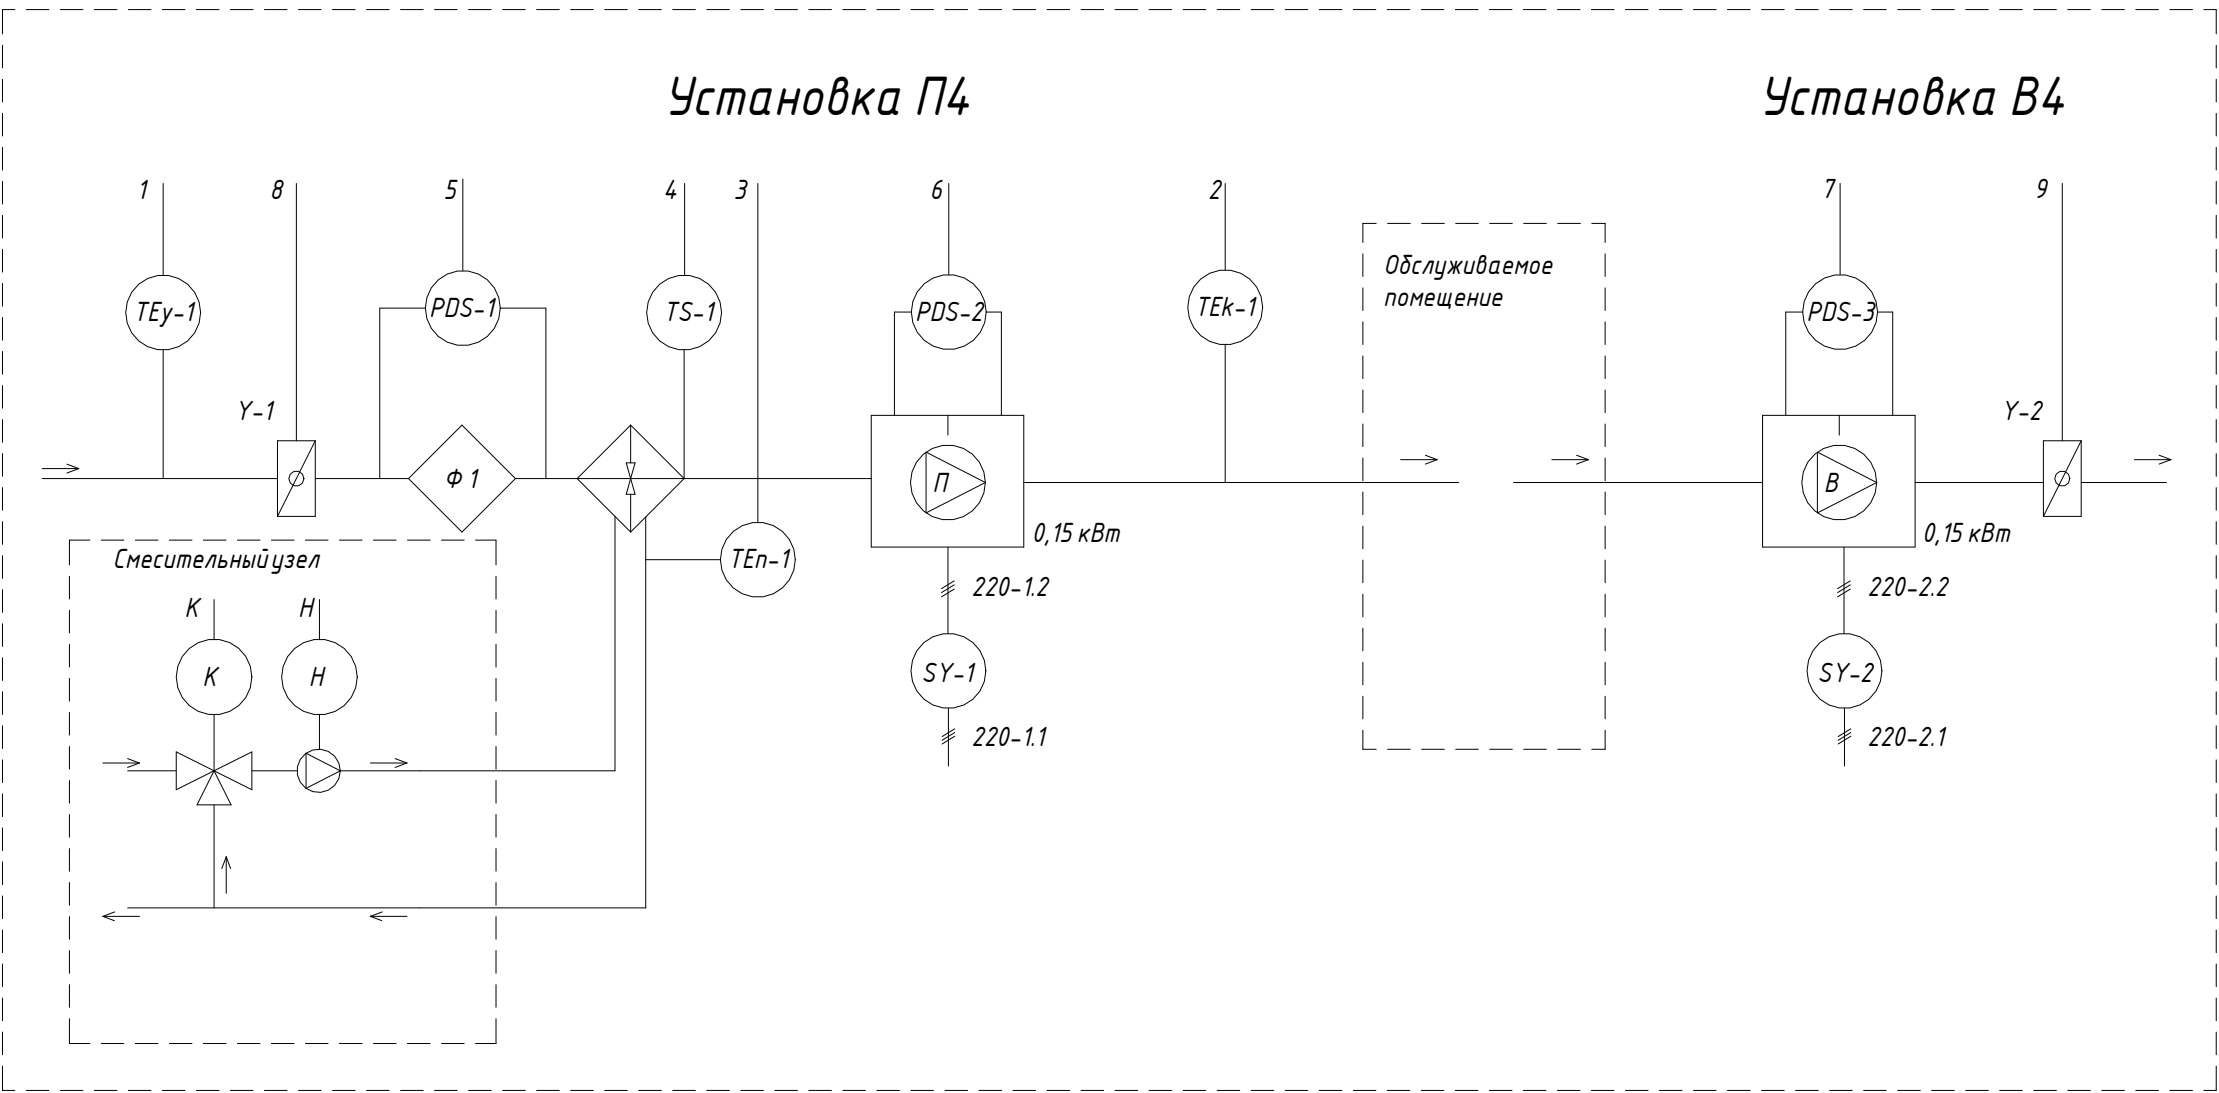 Установка П4
Установка В4
1
8
5
4
3
6
2
7
9
TEy-1
PDS-1
TS-1
PDS-2
TEk-1
PDS-3
Обслуживаемое
помещение
Y-1
Y-2
Ф1
П
В
0,15 кВт
0,15 кВт
Смесительный узел
TEn-1
220-1.2
220-2.2
К
Н
К
Н
SY-1
SY-2
220-1.1
220-2.1